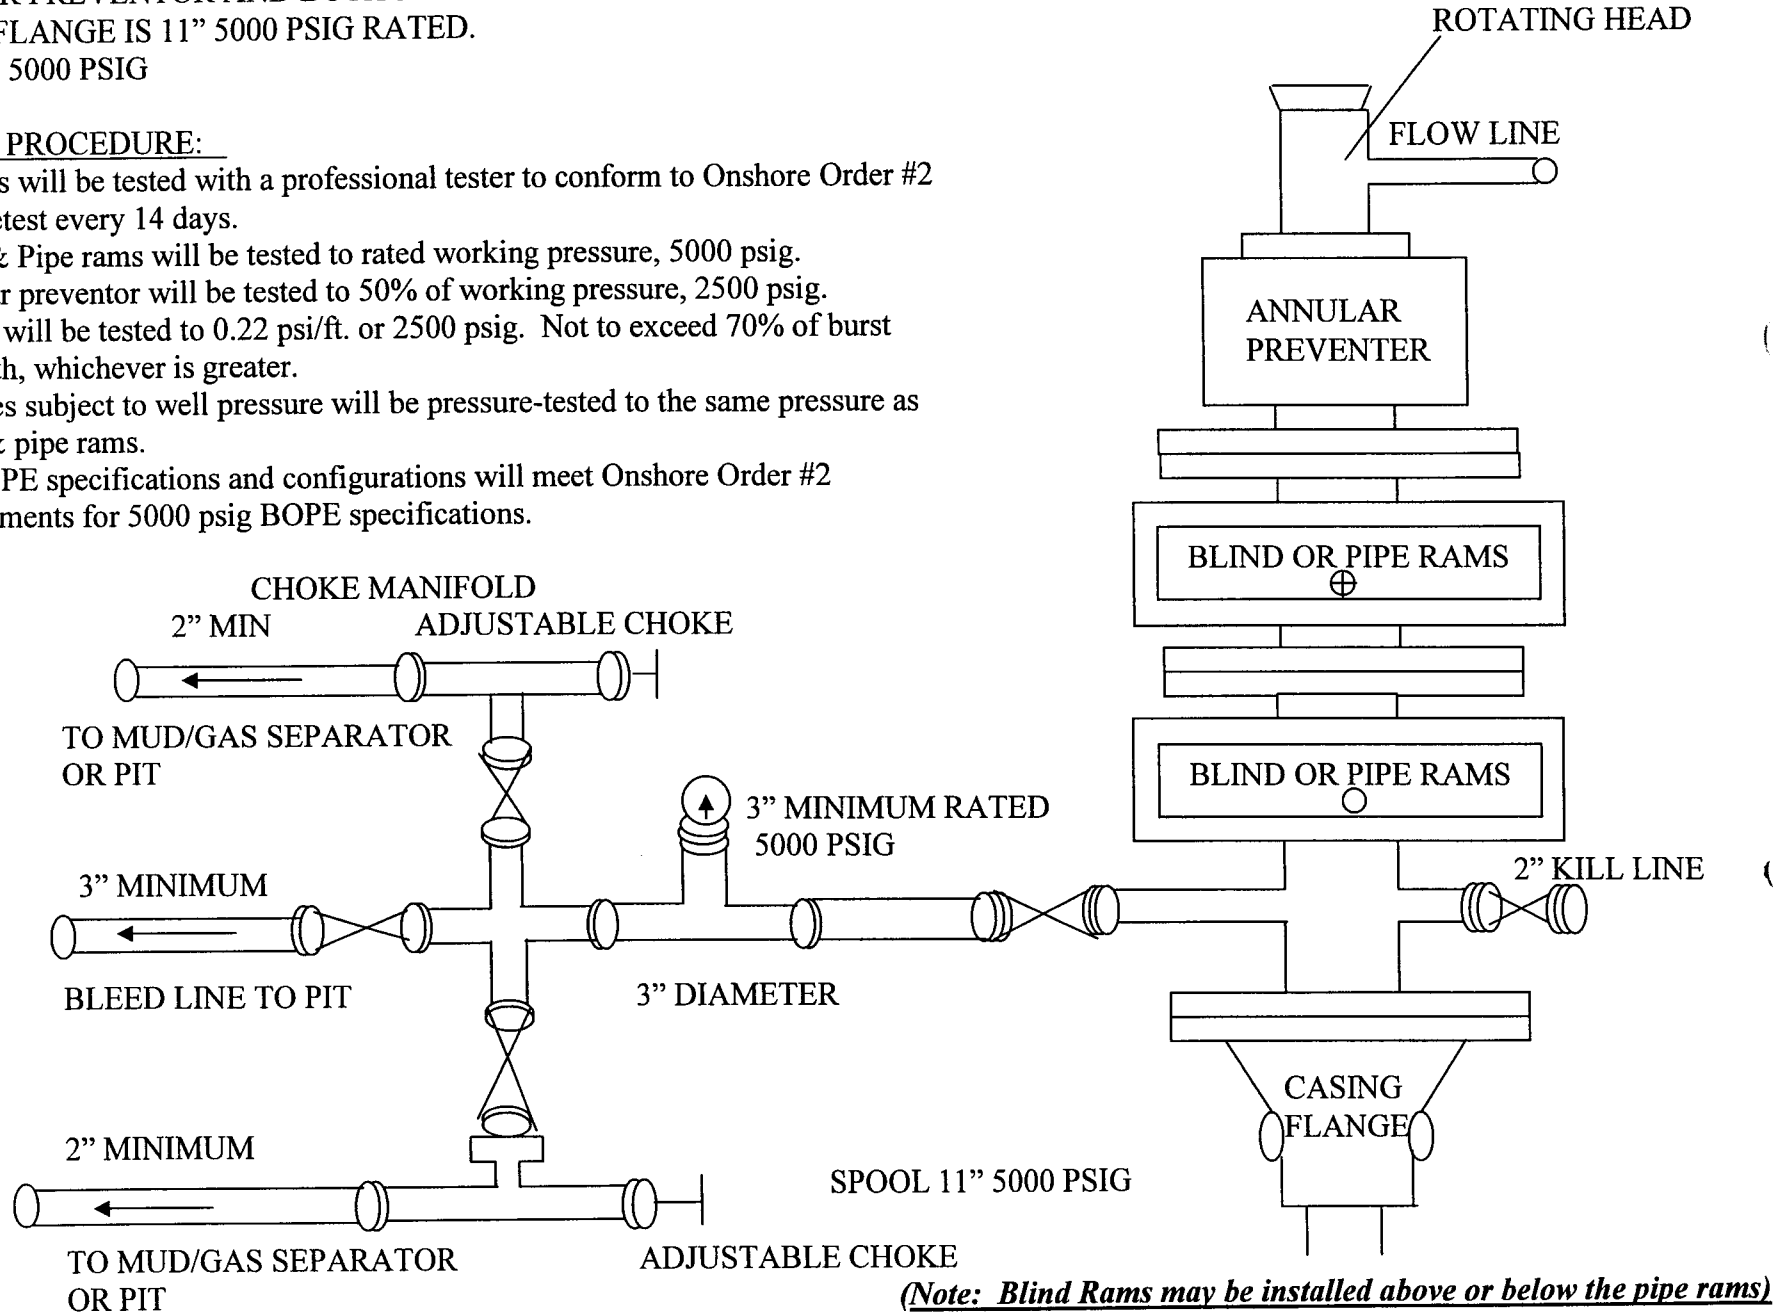 FLANGE IS 11” 5000 PSIG RATED.
5000 PSIG
PROCEDURE:
will be tested with a professional tester to conform to Onshore Order #2
every 14 days.
& Pipe rams will be tested to rated working pressure, 5000 psig.
preventor will be tested to 50% of working pressure, 2500 psig.
will be tested to 0.22 psi/ft. or 2500 psig. Not to exceed 70% of burst
whichever is greater.
subject to well pressure will be pressure-tested to the same pressure as
& pipe rams.
specifications and configurations will meet Onshore Order #2
for 5000 psig BOPE specifications.
ROTATING HEAD
FLOW LINE
ANNULAR
PREVENTER
BLIND OR PIPE RAMS
BLIND OR PIPE RAMS
2” KILL LINE
CASING
FLANGE
CHOKE MANIFOLD
2” MIN
ADJUSTABLE CHOKE
TO MUD/GAS SEPARATOR
OR PIT
3” MINIMUM RATED
5000 PSIG
3” MINIMUM
BLEED LINE TO PIT
3” DIAMETER
2” MINIMUM
SPOOL 11” 5000 PSIG
TO MUD/GAS SEPARATOR
OR PIT
ADJUSTABLE CHOKE
(Note: Blind Rams may be installed above or below the pipe rams)